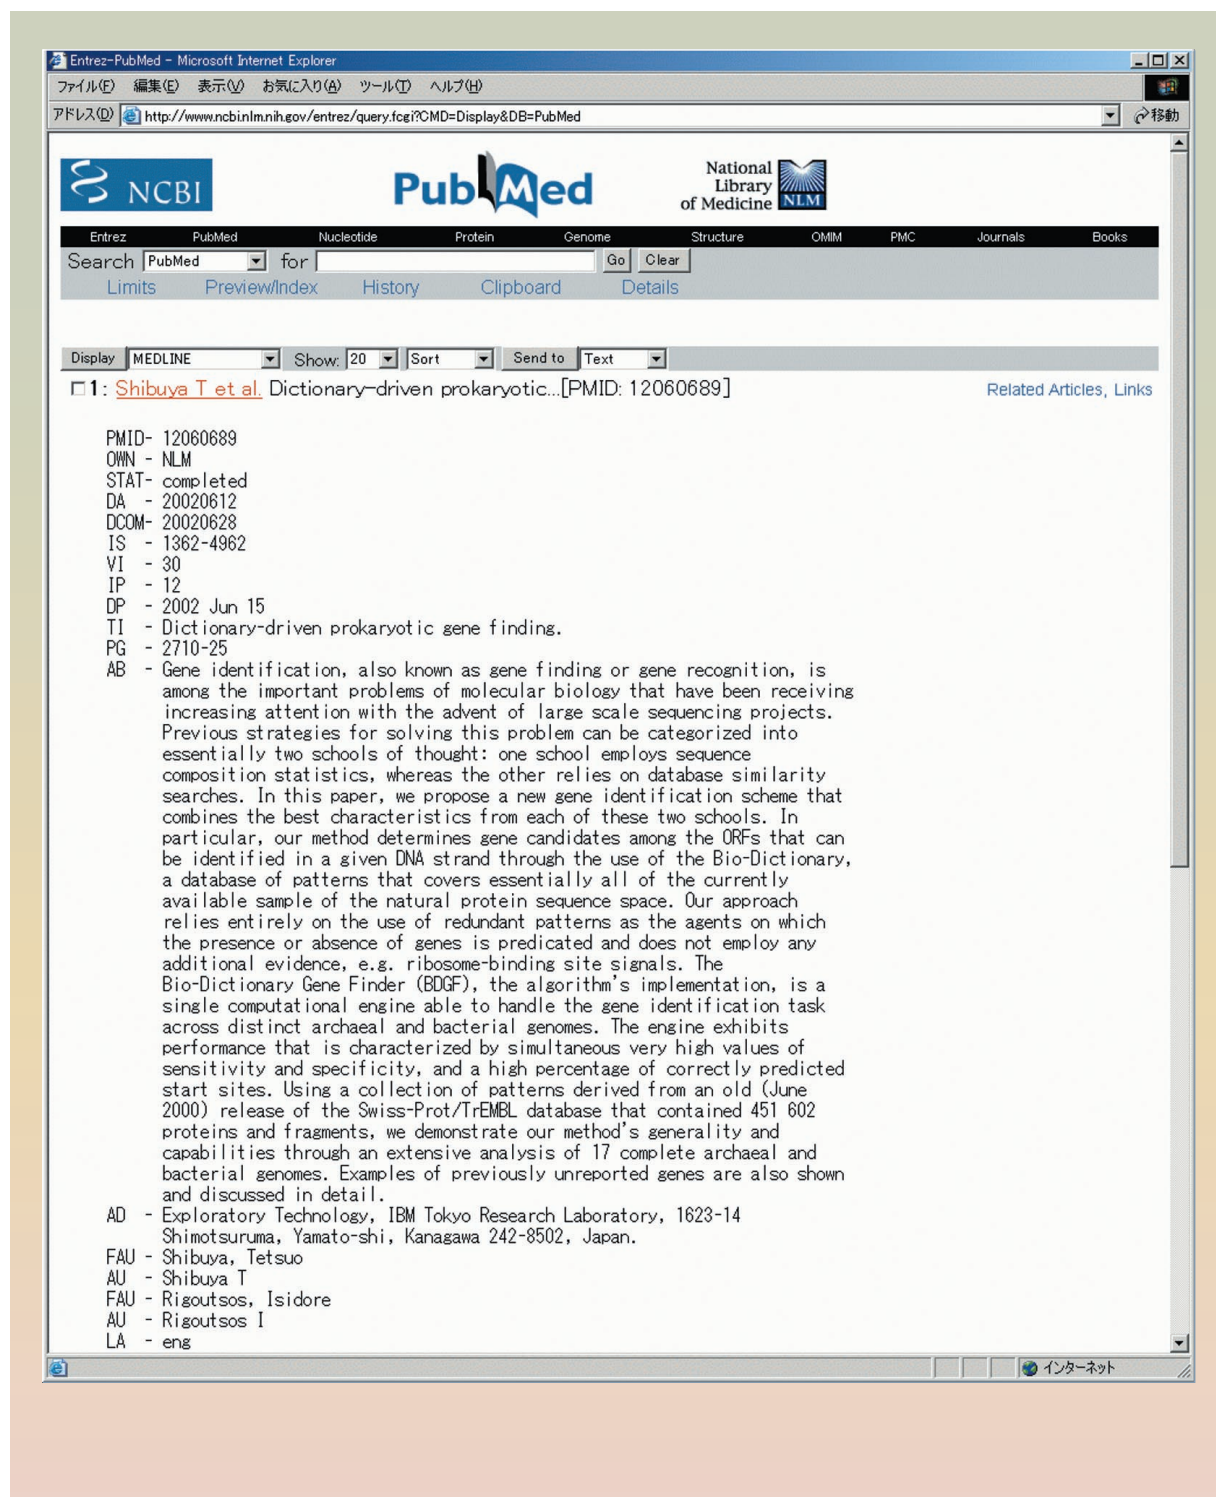 Entrez-PubMed - Microsoft Internet Explorer
ファイル(F) 編集(E) 表示(V) お気に入り(A) ツール(T) ヘルプ(H)
アドレス(D) http://www.ncbi.nlm.nih.gov/entrez/query.fcgi?CMD=Display&DB=PubMed 移動
NCBI PubMed National
Library
of Medicine NLM
Entrez PubMed Nucleotide Protein Genome Structure OMIM PMC Journals Books
Search PubMed for Go Clear
Limits Preview/Index History Clipboard Details
Display MEDLINE Show: 20 Sort Send to Text
1: Shibuya T et al. Dictionary-driven prokaryotic...[PMID: 12060689] Related Articles, Links
PMID- 12060689
OWN - NLM
STAT- completed
DA - 20020612
DCOM- 20020628
IS - 1362-4962
VI - 30
IP - 12
DP - 2002 Jun 15
TI - Dictionary-driven prokaryotic gene finding.
PG - 2710-25
AB - Gene identification, also known as gene finding or gene recognition, is
among the important problems of molecular biology that have been receiving
increasing attention with the advent of large scale sequencing projects.
Previous strategies for solving this problem can be categorized into
essentially two schools of thought: one school employs sequence
composition statistics, whereas the other relies on database similarity
searches. In this paper, we propose a new gene identification scheme that
combines the best characteristics from each of these two schools. In
particular, our method determines gene candidates among the ORFs that can
be identified in a given DNA strand through the use of the Bio-Dictionary,
a database of patterns that covers essentially all of the currently
available sample of the natural protein sequence space. Our approach
relies entirely on the use of redundant patterns as the agents on which
the presence or absence of genes is predicated and does not employ any
additional evidence, e.g. ribosome-binding site signals. The
Bio-Dictionary Gene Finder (BDGF), the algorithm's implementation, is a
single computational engine able to handle the gene identification task
across distinct archaeal and bacterial genomes. The engine exhibits
performance that is characterized by simultaneous very high values of
sensitivity and specificity, and a high percentage of correctly predicted
start sites. Using a collection of patterns derived from an old (June
2000) release of the Swiss-Prot/TrEMBL database that contained 451 602
proteins and fragments, we demonstrate our method's generality and
capabilities through an extensive analysis of 17 complete archaeal and
bacterial genomes. Examples of previously unreported genes are also shown
and discussed in detail.
AD - Exploratory Technology, IBM Tokyo Research Laboratory, 1623-14
Shimotsuruma, Yamato-shi, Kanagawa 242-8502, Japan.
FAU - Shibuya, Tetsuo
AU - Shibuya T
FAU - Rigoutsos, Isidore
AU - Rigoutsos I
LA - eng
インターネット